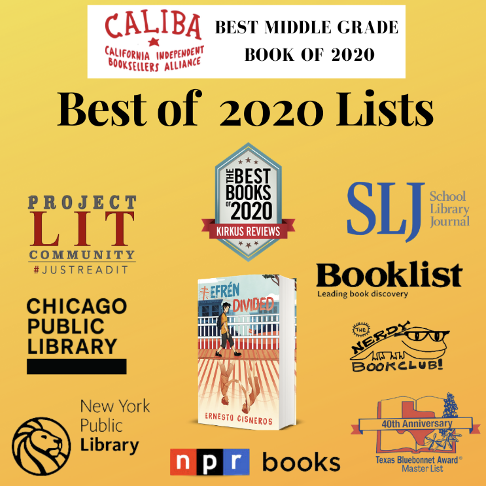 CALIBA
CALIFORNIA INDEPENDENT
BOOKSELLERS ALLIANCE
BEST MIDDLE GRADE
BOOK OF 2020
Best of 2020 Lists
PROJECT
LIT
COMMUNITY
#JUSTREADIT
THE
BEST
BOOKS
OF
2020
KIRKUS REVIEWS
SLJ
School
Library
Journal
Booklist
Leading book discovery
CHICAGO
PUBLIC
LIBRARY
EFRÉN
DIVIDED
ERNESTO CISNEROS
THE
NERDY
BOOKCLUB!
New York
Public
Library
npr books
40th Anniversary
Texas Bluebonnet Award®
Master List